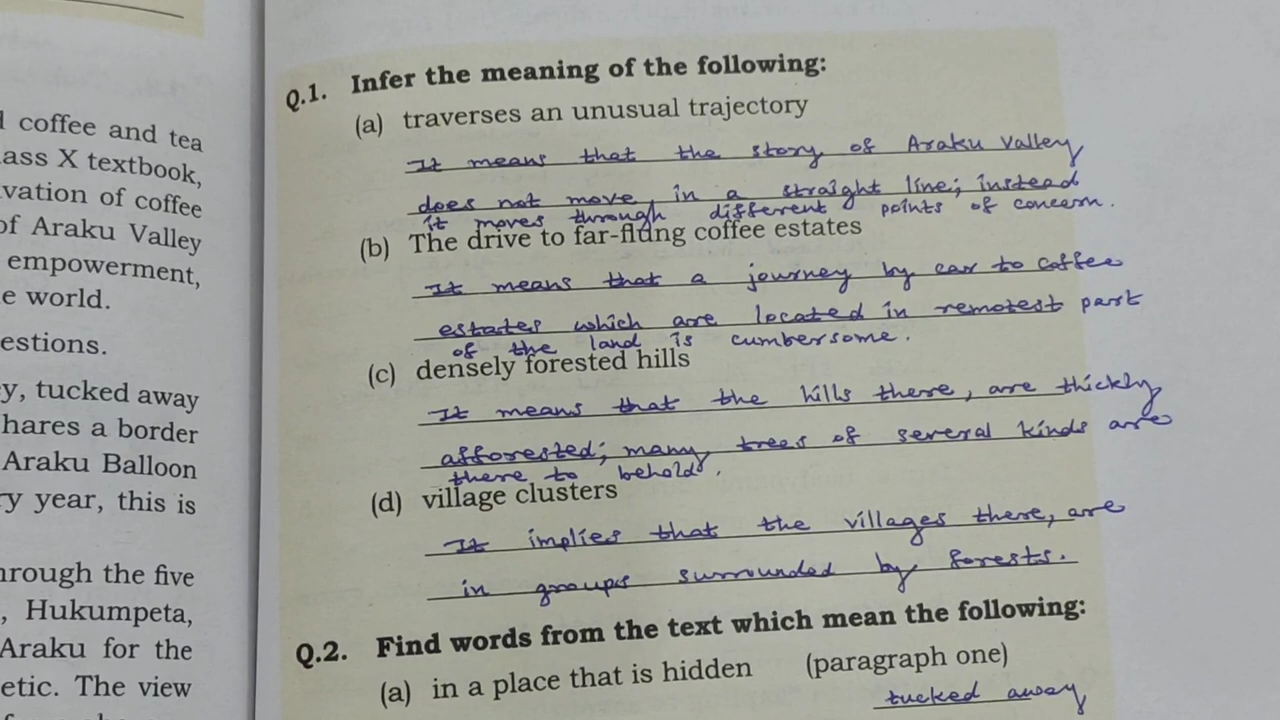 l coffee and tea
ass X textbook,
vation of coffee
of Araku Valley
empowerment,
e world.
estions.
y, tucked away
hares a border
Araku Balloon
ry year, this is
hrough the five
, Hukumpeta,
Araku for the
etic. The view
Q.1. Infer the meaning of the following:
(a) traverses an unusual trajectory
It means that the story of Araku Valley
does not move in a straight line; instead
it moves through different points of concern.
(b) The drive to far-flung coffee estates
It means that a journey by car to coffee
estates which are located in remotest part
of the land is cumbersome.
(c) densely forested hills
It means that the hills there, are thickly
afforested; many trees of several kinds are
there to behold.
(d) village clusters
It implies that the villages there, are
in groups surrounded by forests.
Q.2. Find words from the text which mean the following:
(a) in a place that is hidden (paragraph one)
tucked away